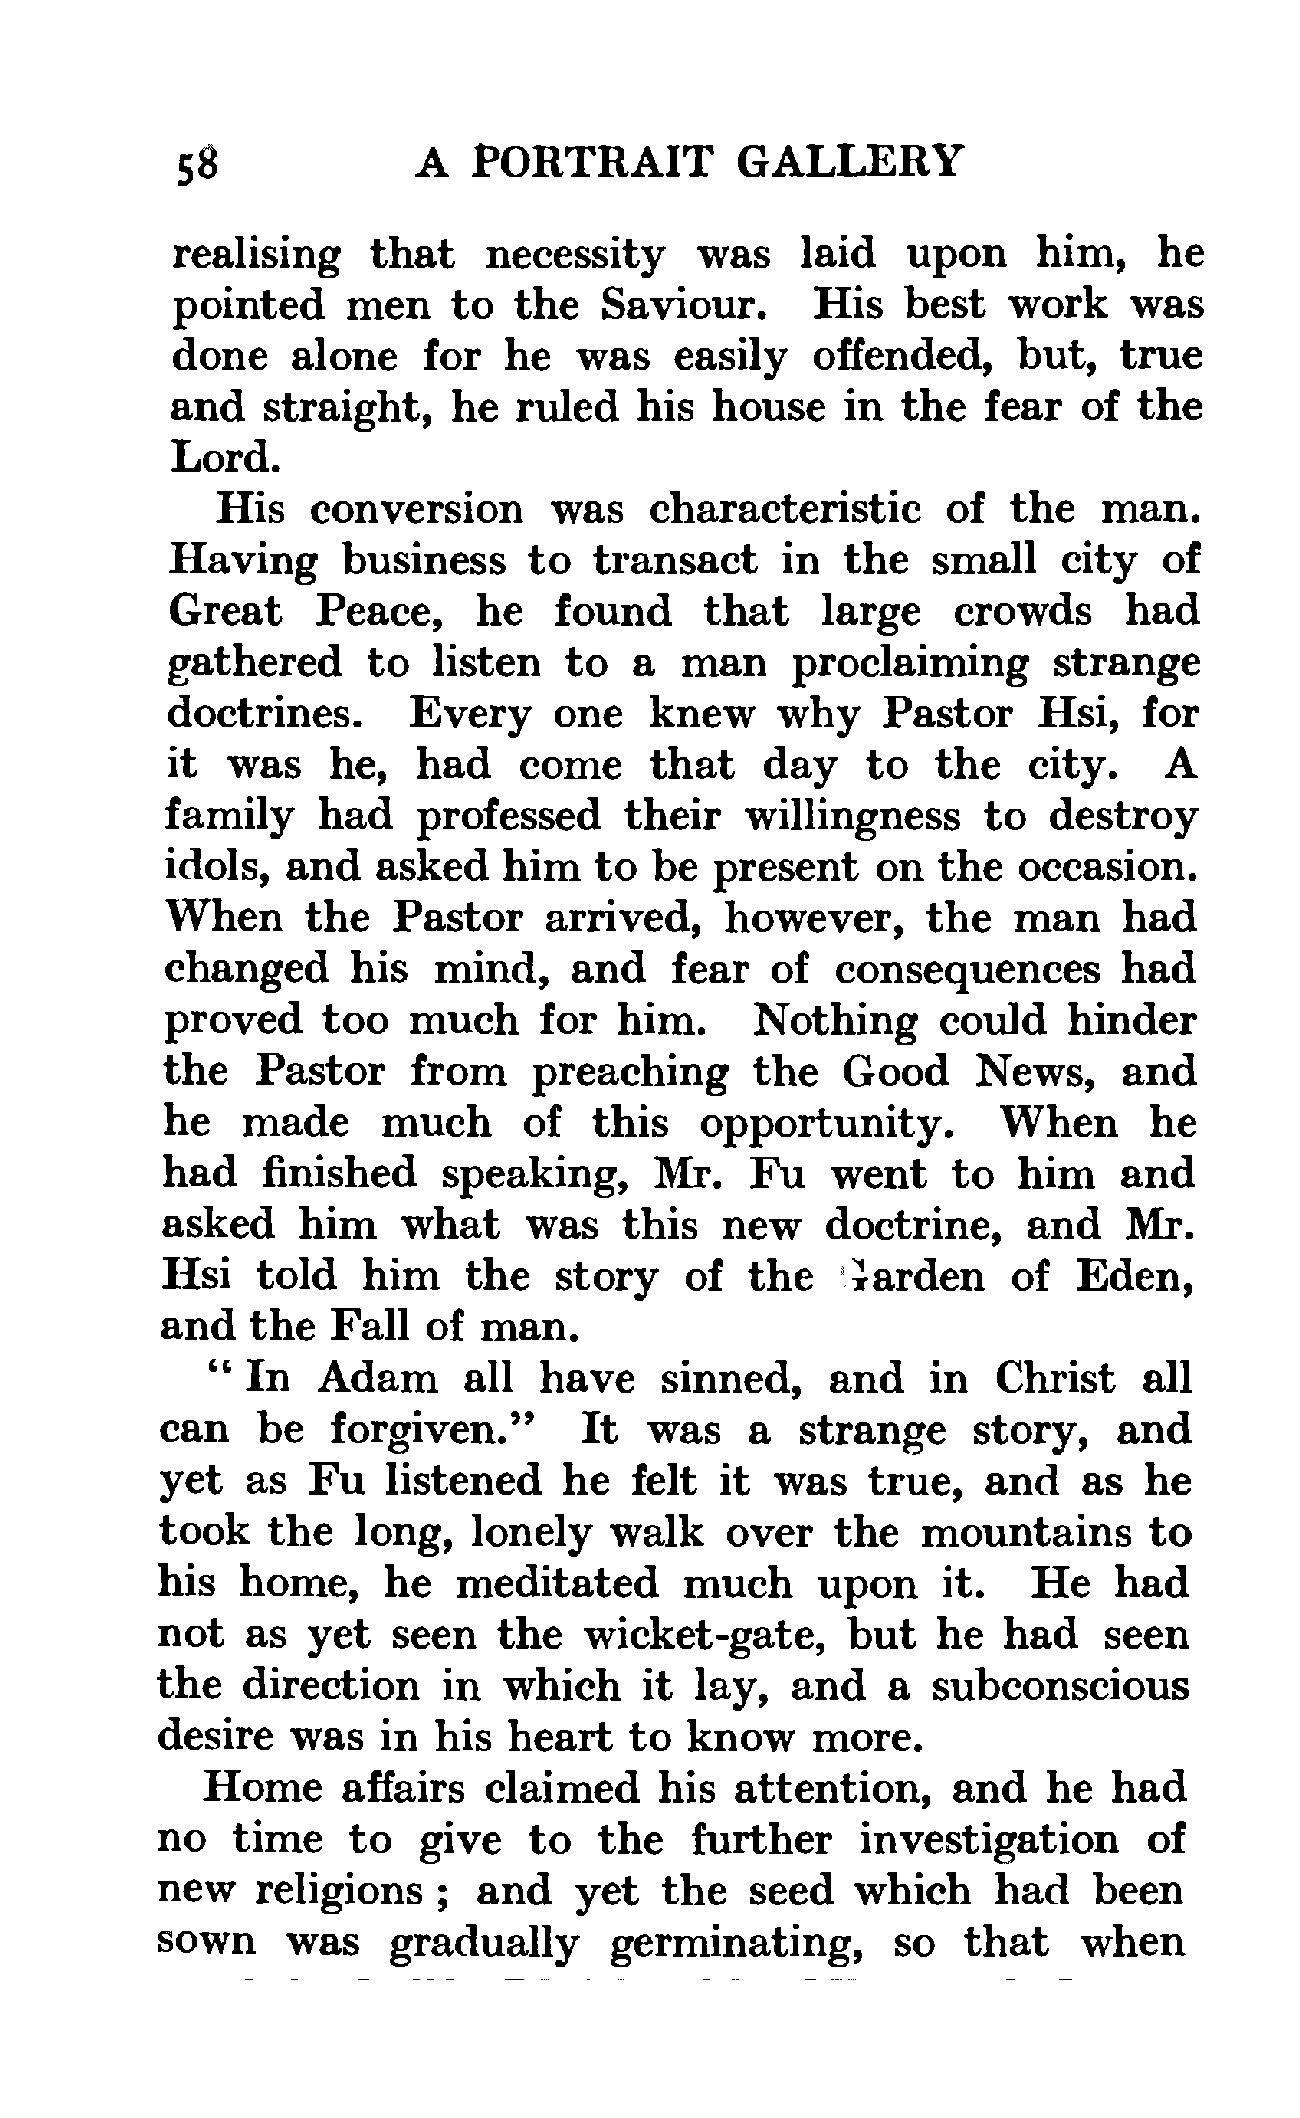 58 A PORTRAIT GALLERY
realising that necessity was laid upon him, he
pointed men to the Saviour. His best work was
done alone for he was easily offended, but, true
and straight, he ruled his house in the fear of the
Lord.
His conversion was characteristic of the man.
Having business to transact in the small city of
Great Peace, he found that large crowds had
gathered to listen to a man proclaiming strange
doctrines. Every one knew why Pastor Hsi, for
it was he, had come that day to the city. A
family had professed their willingness to destroy
idols, and asked him to be present on the occasion.
When the Pastor arrived, however, the man had
changed his mind, and fear of consequences had
proved too much for him. Nothing could hinder
the Pastor from preaching the Good News, and
he made much of this opportunity. When he
had finished speaking, Mr. Fu went to him and
asked him what was this new doctrine, and Mr.
Hsi told him the story of the Garden of Eden,
and the Fall of man.
“ In Adam all have sinned, and in Christ all
can be forgiven.” It was a strange story, and
yet as Fu listened he felt it was true, and as he
took the long, lonely walk over the mountains to
his home, he meditated much upon it. He had
not as yet seen the wicket-gate, but he had seen
the direction in which it lay, and a subconscious
desire was in his heart to know more.
Home affairs claimed his attention, and he had
no time to give to the further investigation of
new religions ; and yet the seed which had been
sown was gradually germinating, so that when